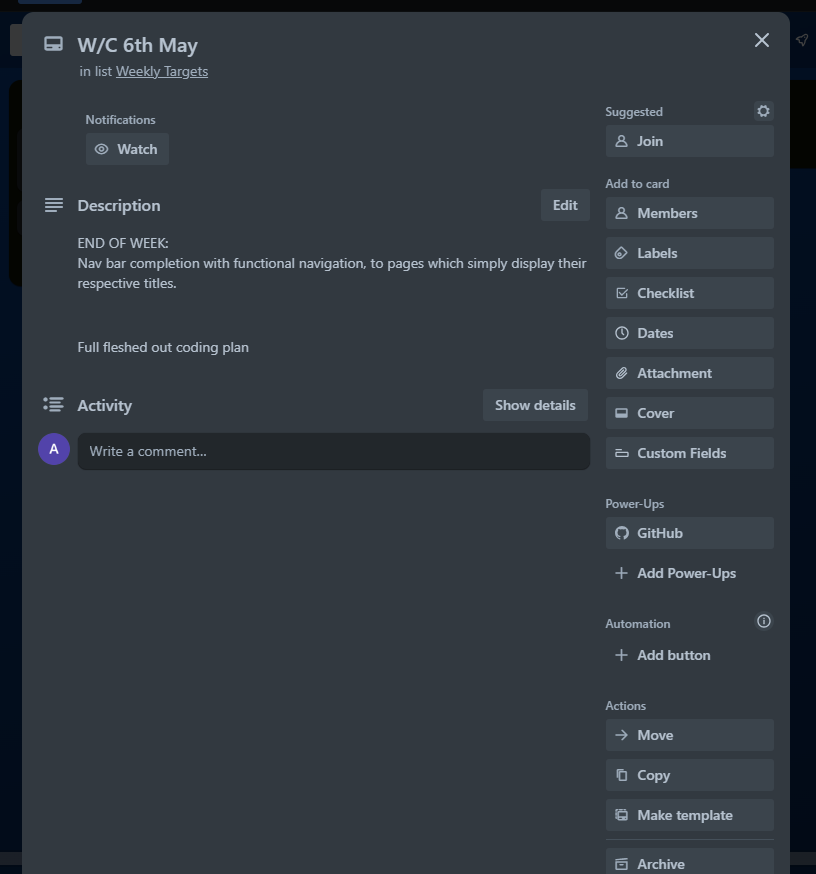 W/C 6th May
in list Weekly Targets
Notifications
Watch
Description
Edit
END OF WEEK:
Nav bar completion with functional navigation, to pages which simply display their
respective titles.
Full fleshed out coding plan
Activity
Show details
A
Write a comment...
Suggested
Join
Add to card
Members
Labels
Checklist
Dates
Attachment
Cover
Custom Fields
Power-Ups
GitHub
Add Power-Ups
Automation
Add button
Actions
Move
Copy
Make template
Archive